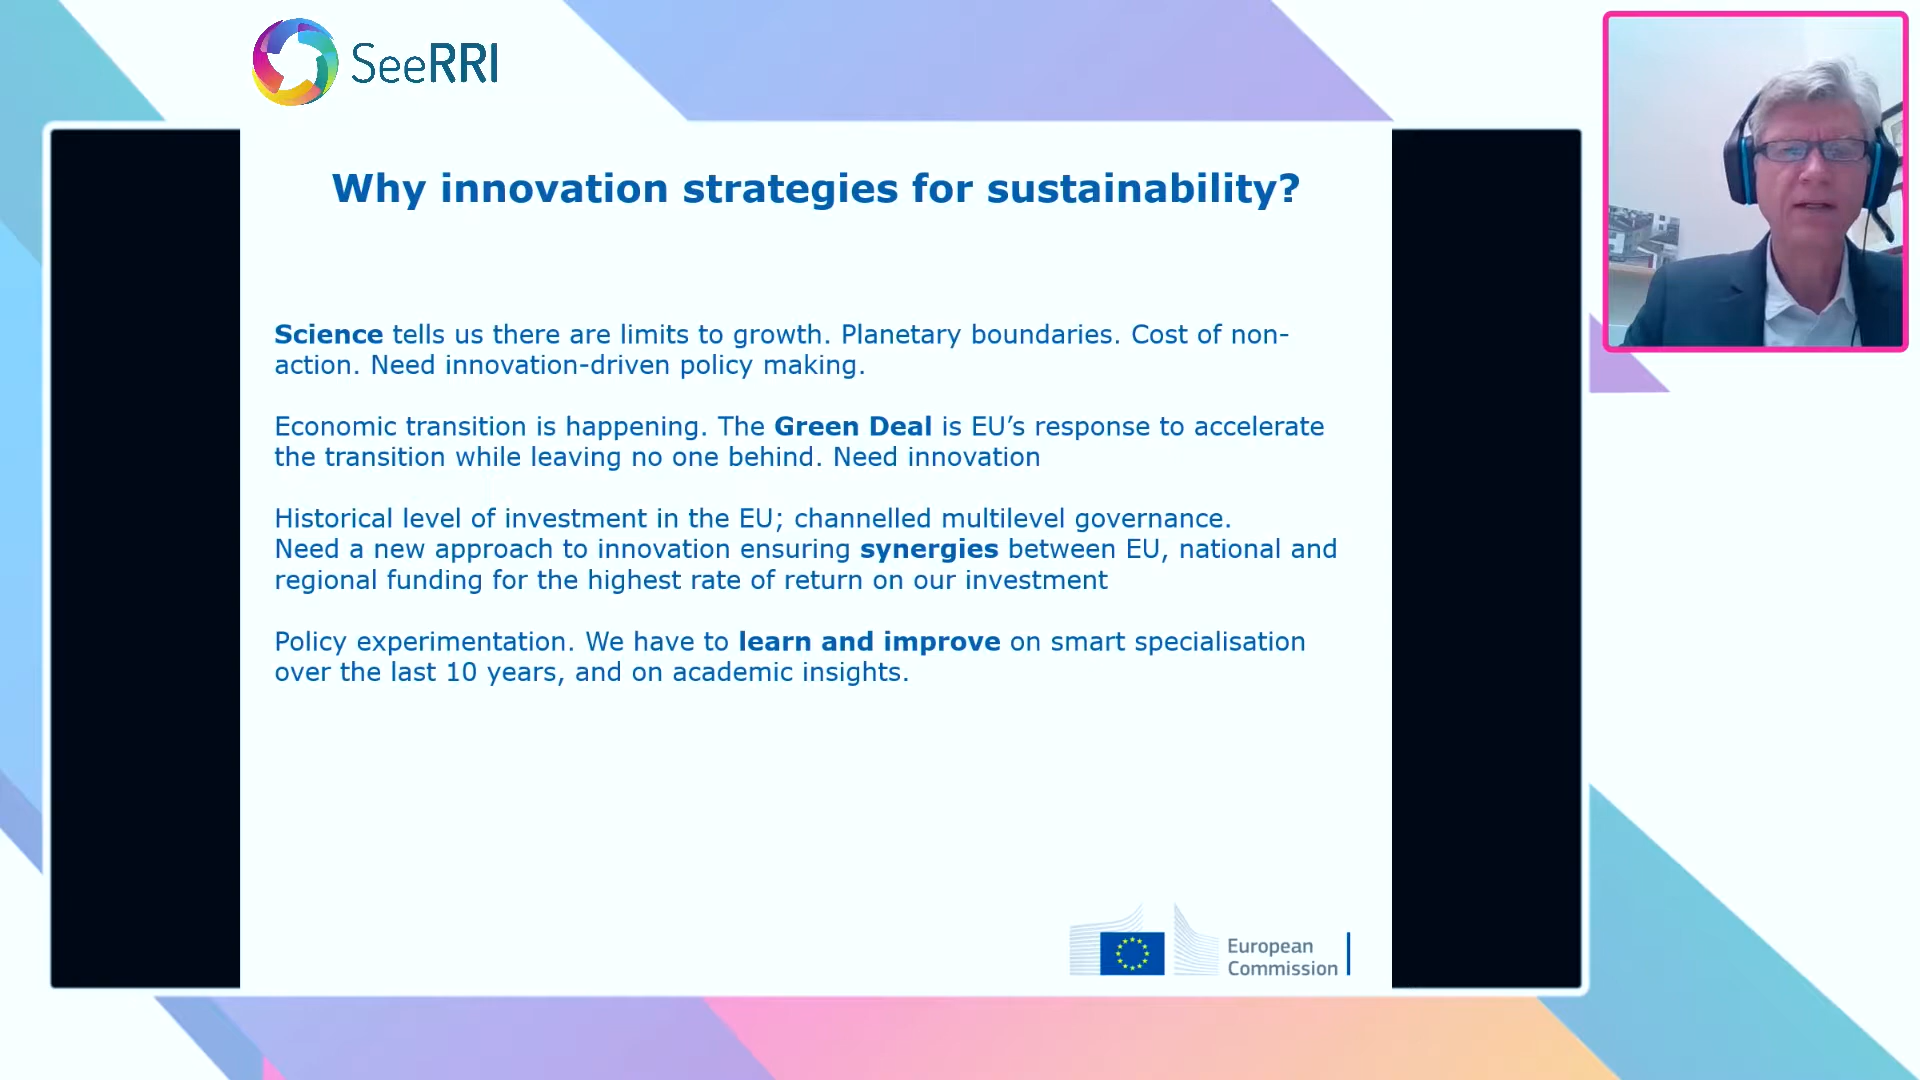 SeeRRI
Why innovation strategies for sustainability?
Science tells us there are limits to growth. Planetary boundaries. Cost of non-
action. Need innovation-driven policy making.
Economic transition is happening. The Green Deal is EU’s response to accelerate
the transition while leaving no one behind. Need innovation
Historical level of investment in the EU; channelled multilevel governance.
Need a new approach to innovation ensuring synergies between EU, national and
regional funding for the highest rate of return on our investment
Policy experimentation. We have to learn and improve on smart specialisation
over the last 10 years, and on academic insights.
European
Commission